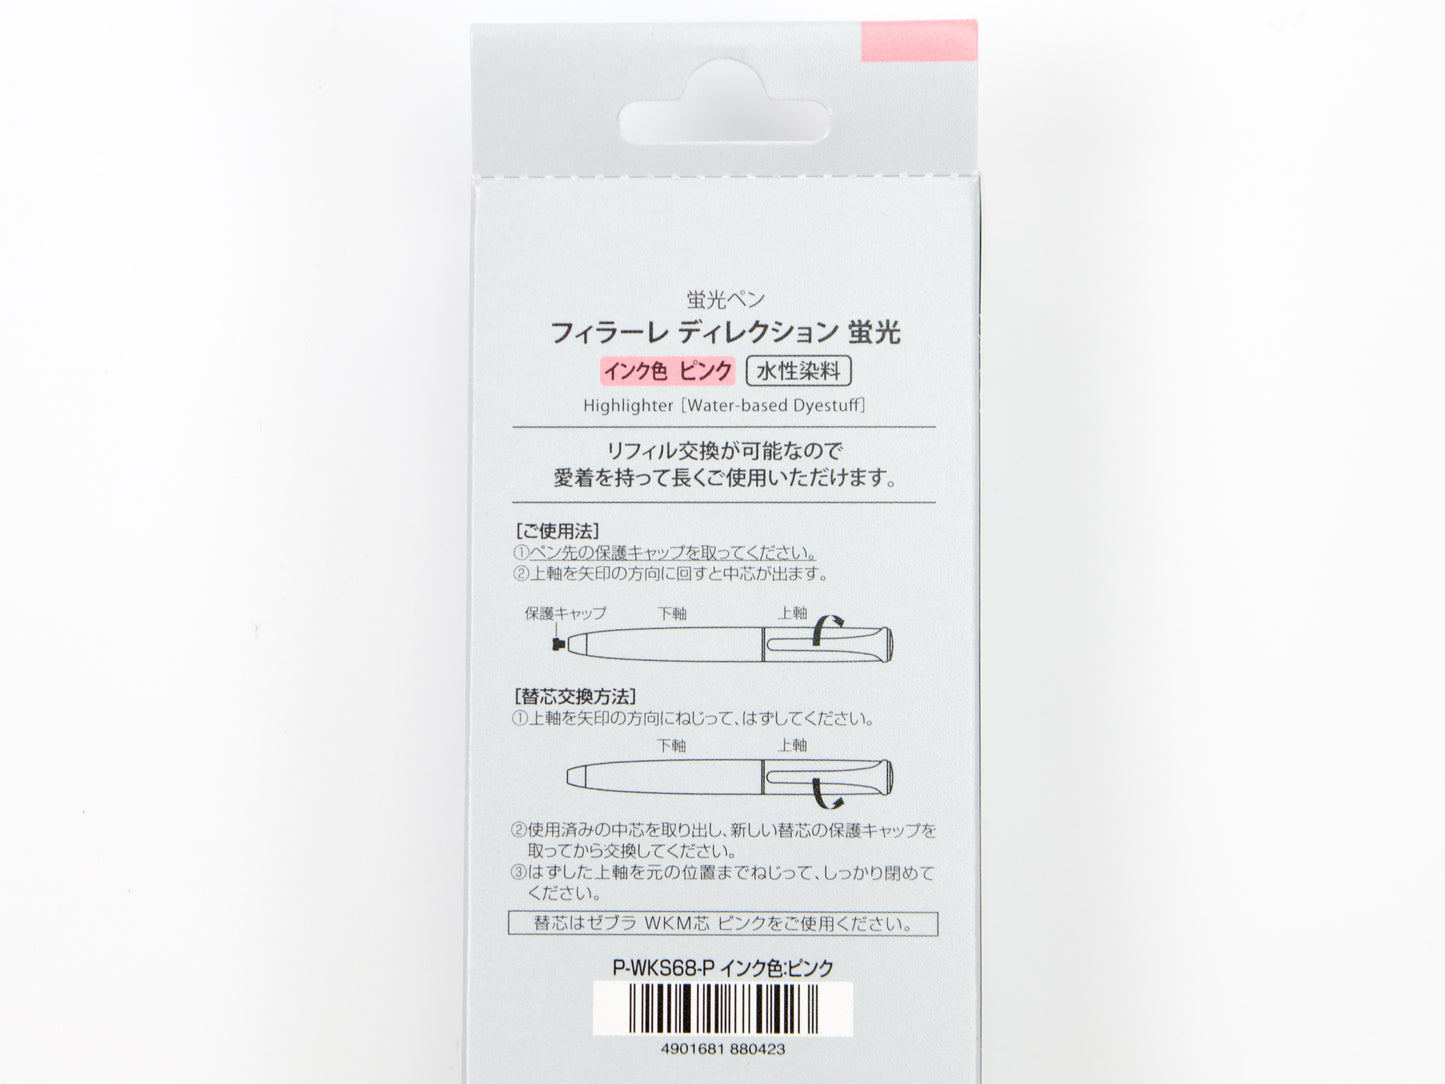 蛍光ペン
フィラーレ ディレクション 蛍光
インク色 ピンク 水性染料
Highlighter [Water-based Dyestuff]
リフィル交換が可能なので
愛着を持って長くご使用いただけます。
[ご使用法]
①ペン先の保護キャップを取ってください。
②上軸を矢印の方向に回すと中芯が出ます。
保護キャップ 下軸 上軸
[替芯交換方法]
①上軸を矢印の方向にねじって、はずしてください。
下軸 上軸
②使用済みの中芯を取り出し、新しい替芯の保護キャップを
取ってから交換してください。
③はずした上軸を元の位置までねじって、しっかり閉めて
ください。
替芯はゼブラ WKM芯 ピンクをご使用ください。
P-WKS68-P インク色:ピンク
4901681 880423